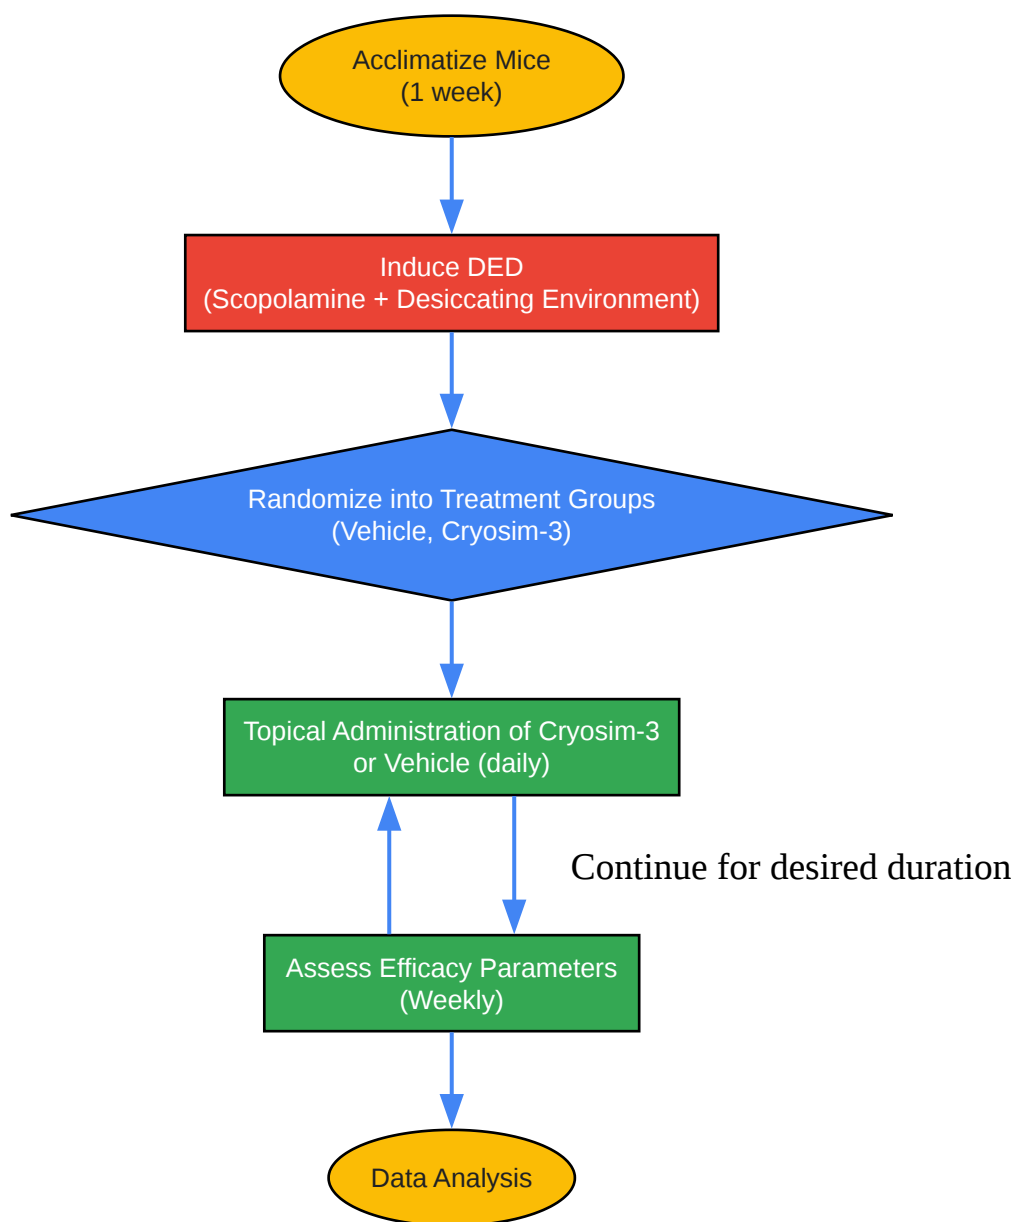 Acclimatize Mice
(1 week)
Induce DED
(Scopolamine + Desiccating Environment)
Randomize into Treatment Groups
(Vehicle, Cryosim-3)
Topical Administration of Cryosim-3
or Vehicle (daily)
Continue for desired duration
Assess Efficacy Parameters
(Weekly)
Data Analysis